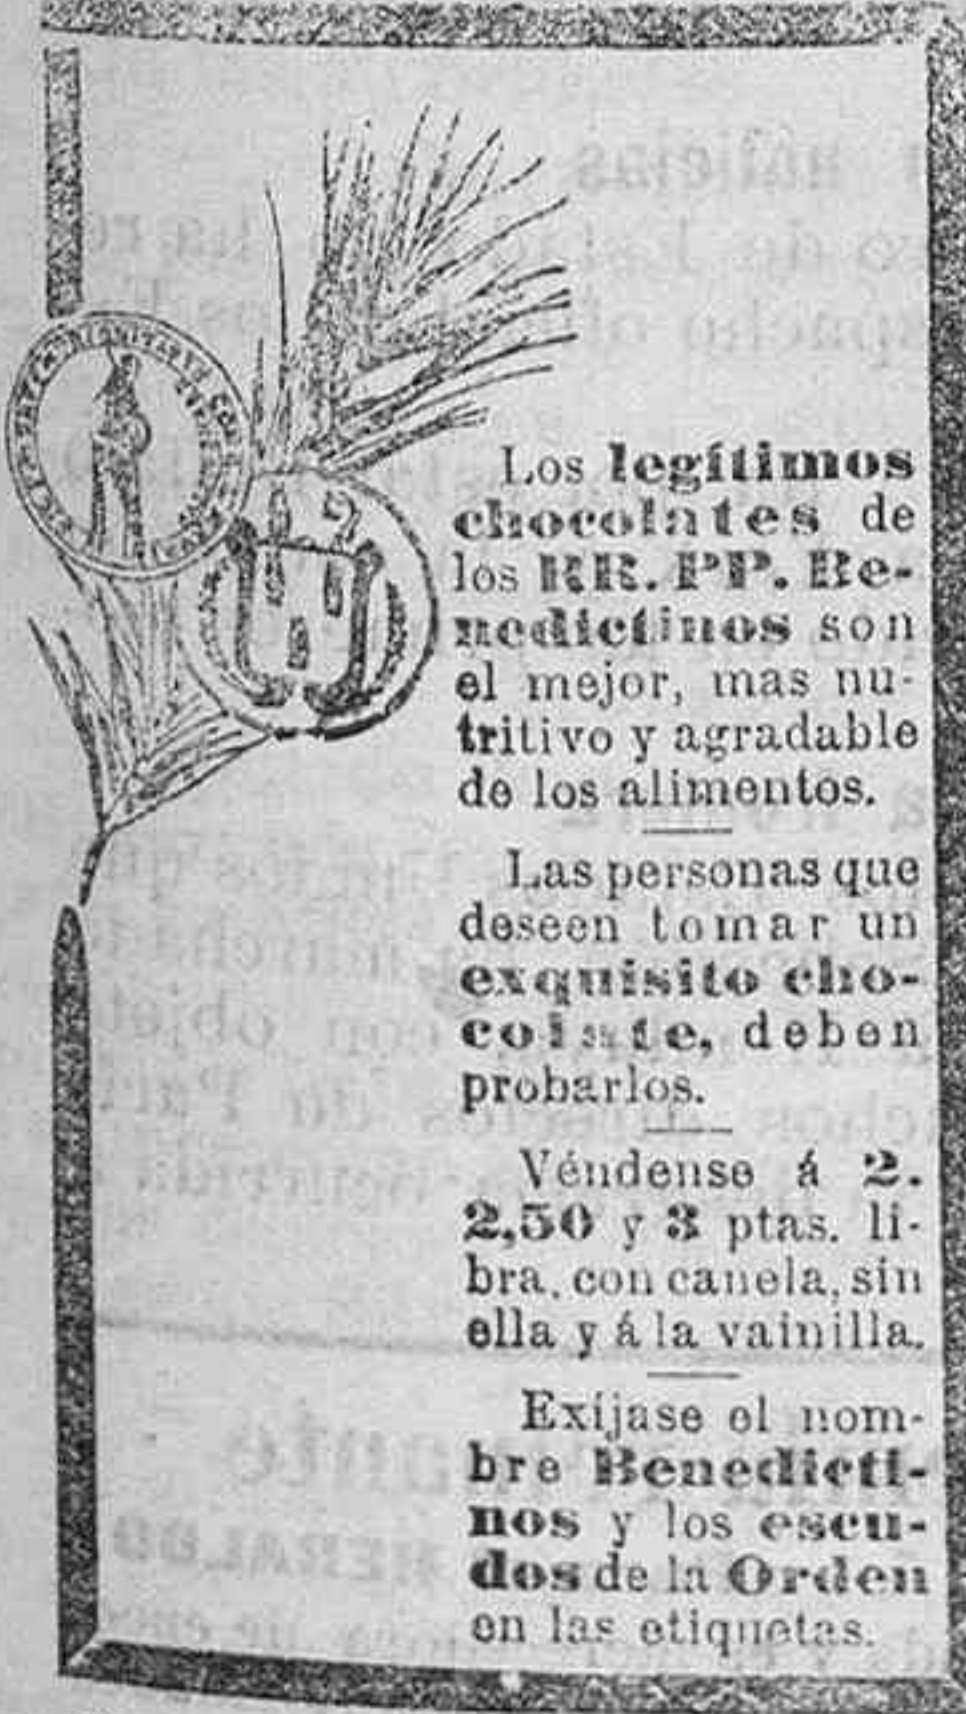 Los legítimos
chocolates de
los RR. PP. Be-
nedictinos son
el mejor, mas nu-
tritivo y agradable
de los alimentos.
Las personas que
deseen tomar un
exquisito cho-
colate, deben
probarlos.
Véndense á 2.
2,50 y 3 ptas. li-
bra, con canela, sin
ella y á la vainilla.
Exíjase el nom-
bre Benedicti-
nos y los escu-
dos de la Orden
en las etiquetas.